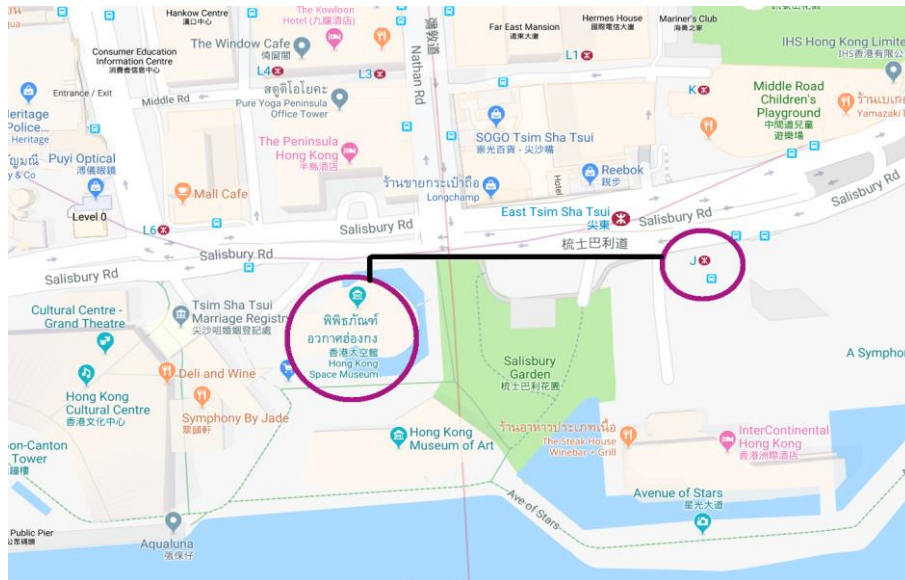 Hankow Centre
漢口中心
The Kowloon
Hotel (九龍酒店)
彌敦道
Nathan Rd
Far East Mansion
遠東大廈
Hermes House
國際電信大廈
Mariner's Club
海員之家
IHS Hong Kong Limite
IHS香港有限公
Consumer Education
Information Centre
消費者信息中心
The Window Cafe
倚窗閣
L4
L3
L1
K
สตูดิโอโยคะ
Pure Yoga Peninsula
Office Tower
Entrance / Exit
Middle Rd
Middle Road
Children's
Playground
中間道兒童
遊樂場
ร้านเบเก
Yamazaki
Heritage
Police...
Heritage
SOGO Tsim Sha Tsui
崇光百貨 - 尖沙嘴
The Peninsula
Hong Kong
半島酒店
Puyi Optical
溥儀眼鏡
y & Co
Mall Cafe
ร้านขายกระเป๋าถือ
Longchamp
Hotel
Reebok
銳步
Level 0
L6
East Tsim Sha Tsui
尖東
Salisbury Rd
Salisbury Rd
Salisbury Rd
Salisbury Rd
Salisbury Rd
梳士巴利道
J
Cultural Centre -
Grand Theatre
Tsim Sha Tsui
Marriage Registry
尖沙咀婚姻登記處
พิพิธภัณฑ์
อวกาศฮ่องกง
香港太空館
Hong Kong
Space Museum
Salisbury
Garden
梳士巴利花園
A Sympho
Deli and Wine
Hong Kong
Cultural Centre
香港文化中心
Symphony By Jade
翠韻軒
Hong Kong
Museum of Art
ร้านอาหารประเภทเนื้อ
The Steak House
Winebar + Grill
InterContinental
Hong Kong
香港洲際酒店
on-Canton
Tower
鐘樓
Ave of Stars
Avenue of Stars
星光大道
Public Pier
Aqualuna
張保仔